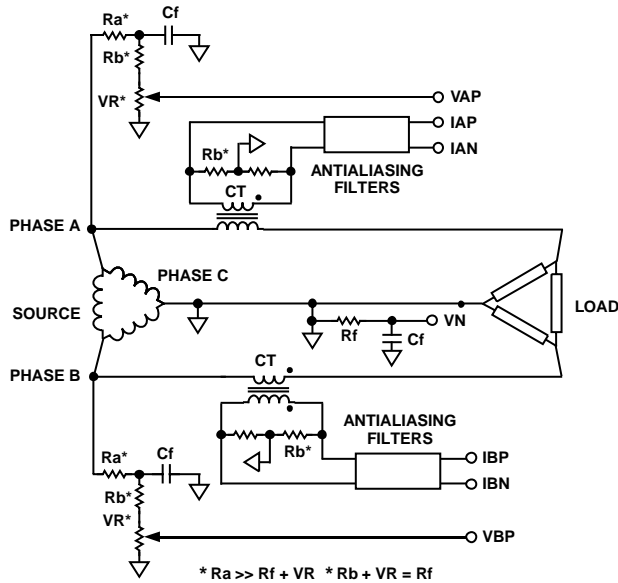 Ra*
Cf
Rb*
VR*
VAP
IAP
IAN
Rb*
ANTIALIASING
FILTERS
CT
PHASE A
PHASE C
SOURCE
LOAD
VN
Rf
Cf
PHASE B
CT
ANTIALIASING
FILTERS
Rb*
Ra*
Cf
IBP
IBN
Rb*
VR*
VBP
* Ra >> Rf + VR * Rb + VR = Rf